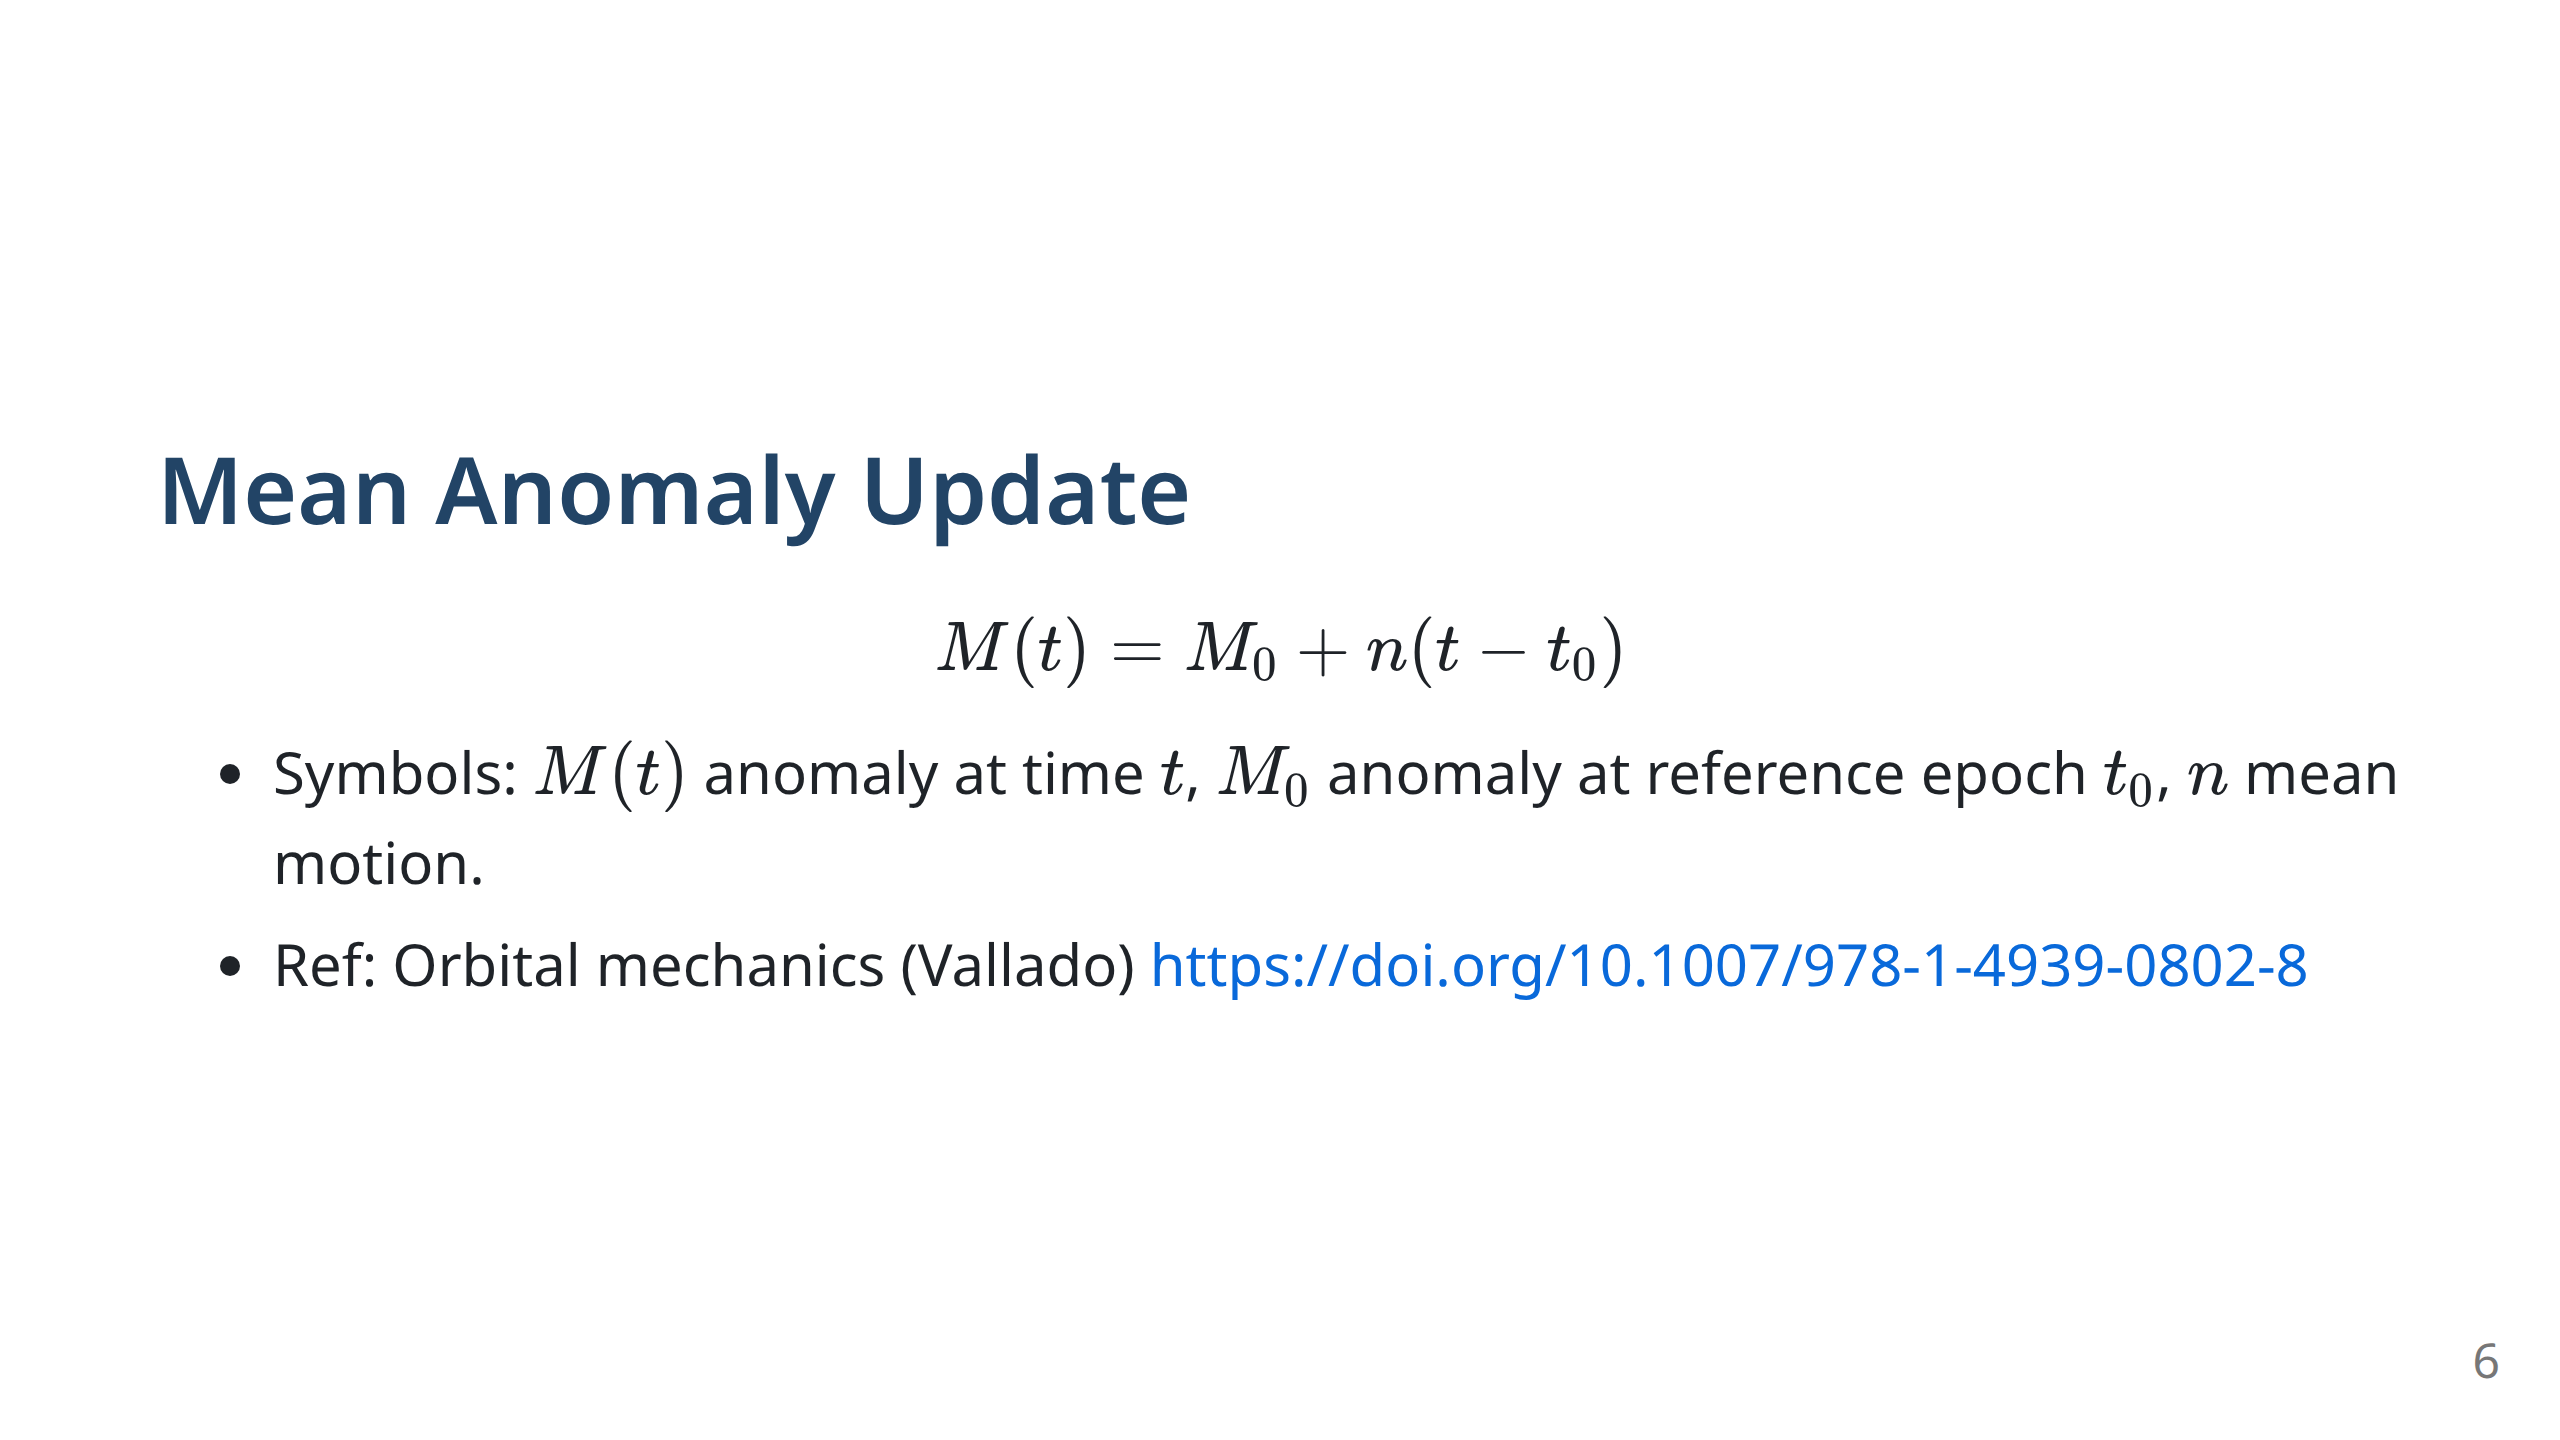 Mean Anomaly Update
M(t) = M₀ + n(t − t₀)
• Symbols: M(t) anomaly at time t, M₀ anomaly at reference epoch t₀, n mean
motion.
• Ref: Orbital mechanics (Vallado) https://doi.org/10.1007/978-1-4939-0802-8
6